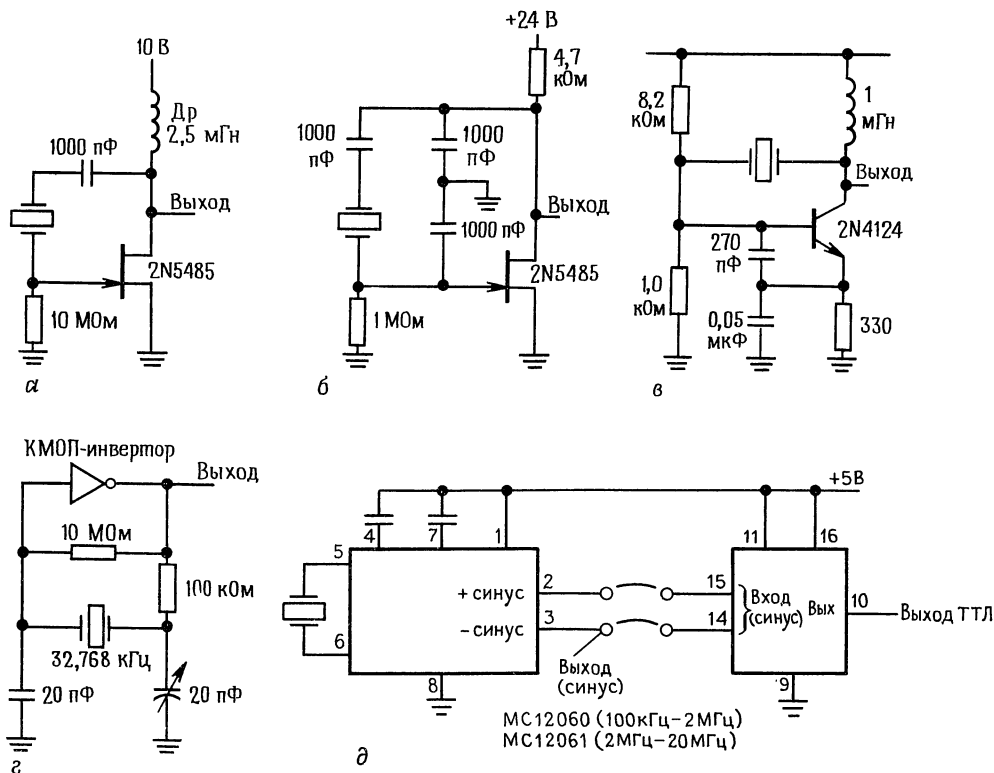 10 В
Др
2,5 мГн
1000 пФ
Выход
2N5485
10 МОм
а
+24 В
4,7
кОм
1000
пФ
1000
пФ
Выход
1000 пФ
2N5485
1 МОм
б
8,2
кОм
1
мГн
Выход
2N4124
270
пФ
1,0
кОм
0,05
мкФ
330
в
КМОП-инвертор
Выход
10 МОм
100 кОм
32,768 кГц
20 пФ
20 пФ
г
+5В
4
7
1
11
16
5
6
+ синус
2
15
Вход
(синус)
Вых
10
Выход ТТЛ
- синус
3
14
Выход
(синус)
8
9
МС12060 (100кГц–2МГц)
МС12061 (2МГц–20МГц)
д